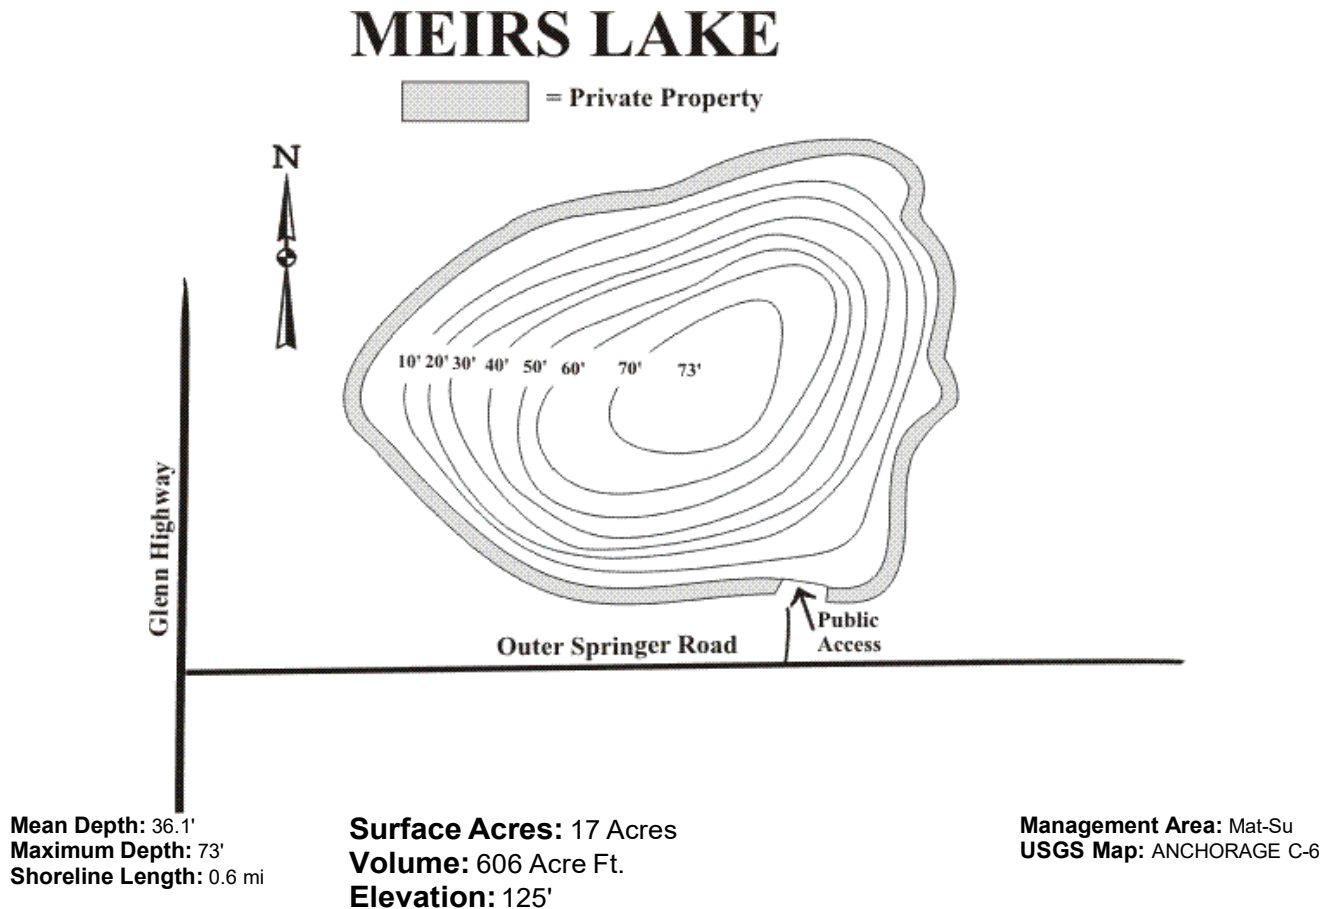 MEIRS LAKE
= Private Property
N
10' 20' 30' 40' 50' 60' 70' 73'
Glenn Highway
Public
Access
Outer Springer Road
Mean Depth: 36.1'
Maximum Depth: 73'
Shoreline Length: 0.6 mi
Surface Acres: 17 Acres
Volume: 606 Acre Ft.
Elevation: 125'
Management Area: Mat-Su
USGS Map: ANCHORAGE C-6